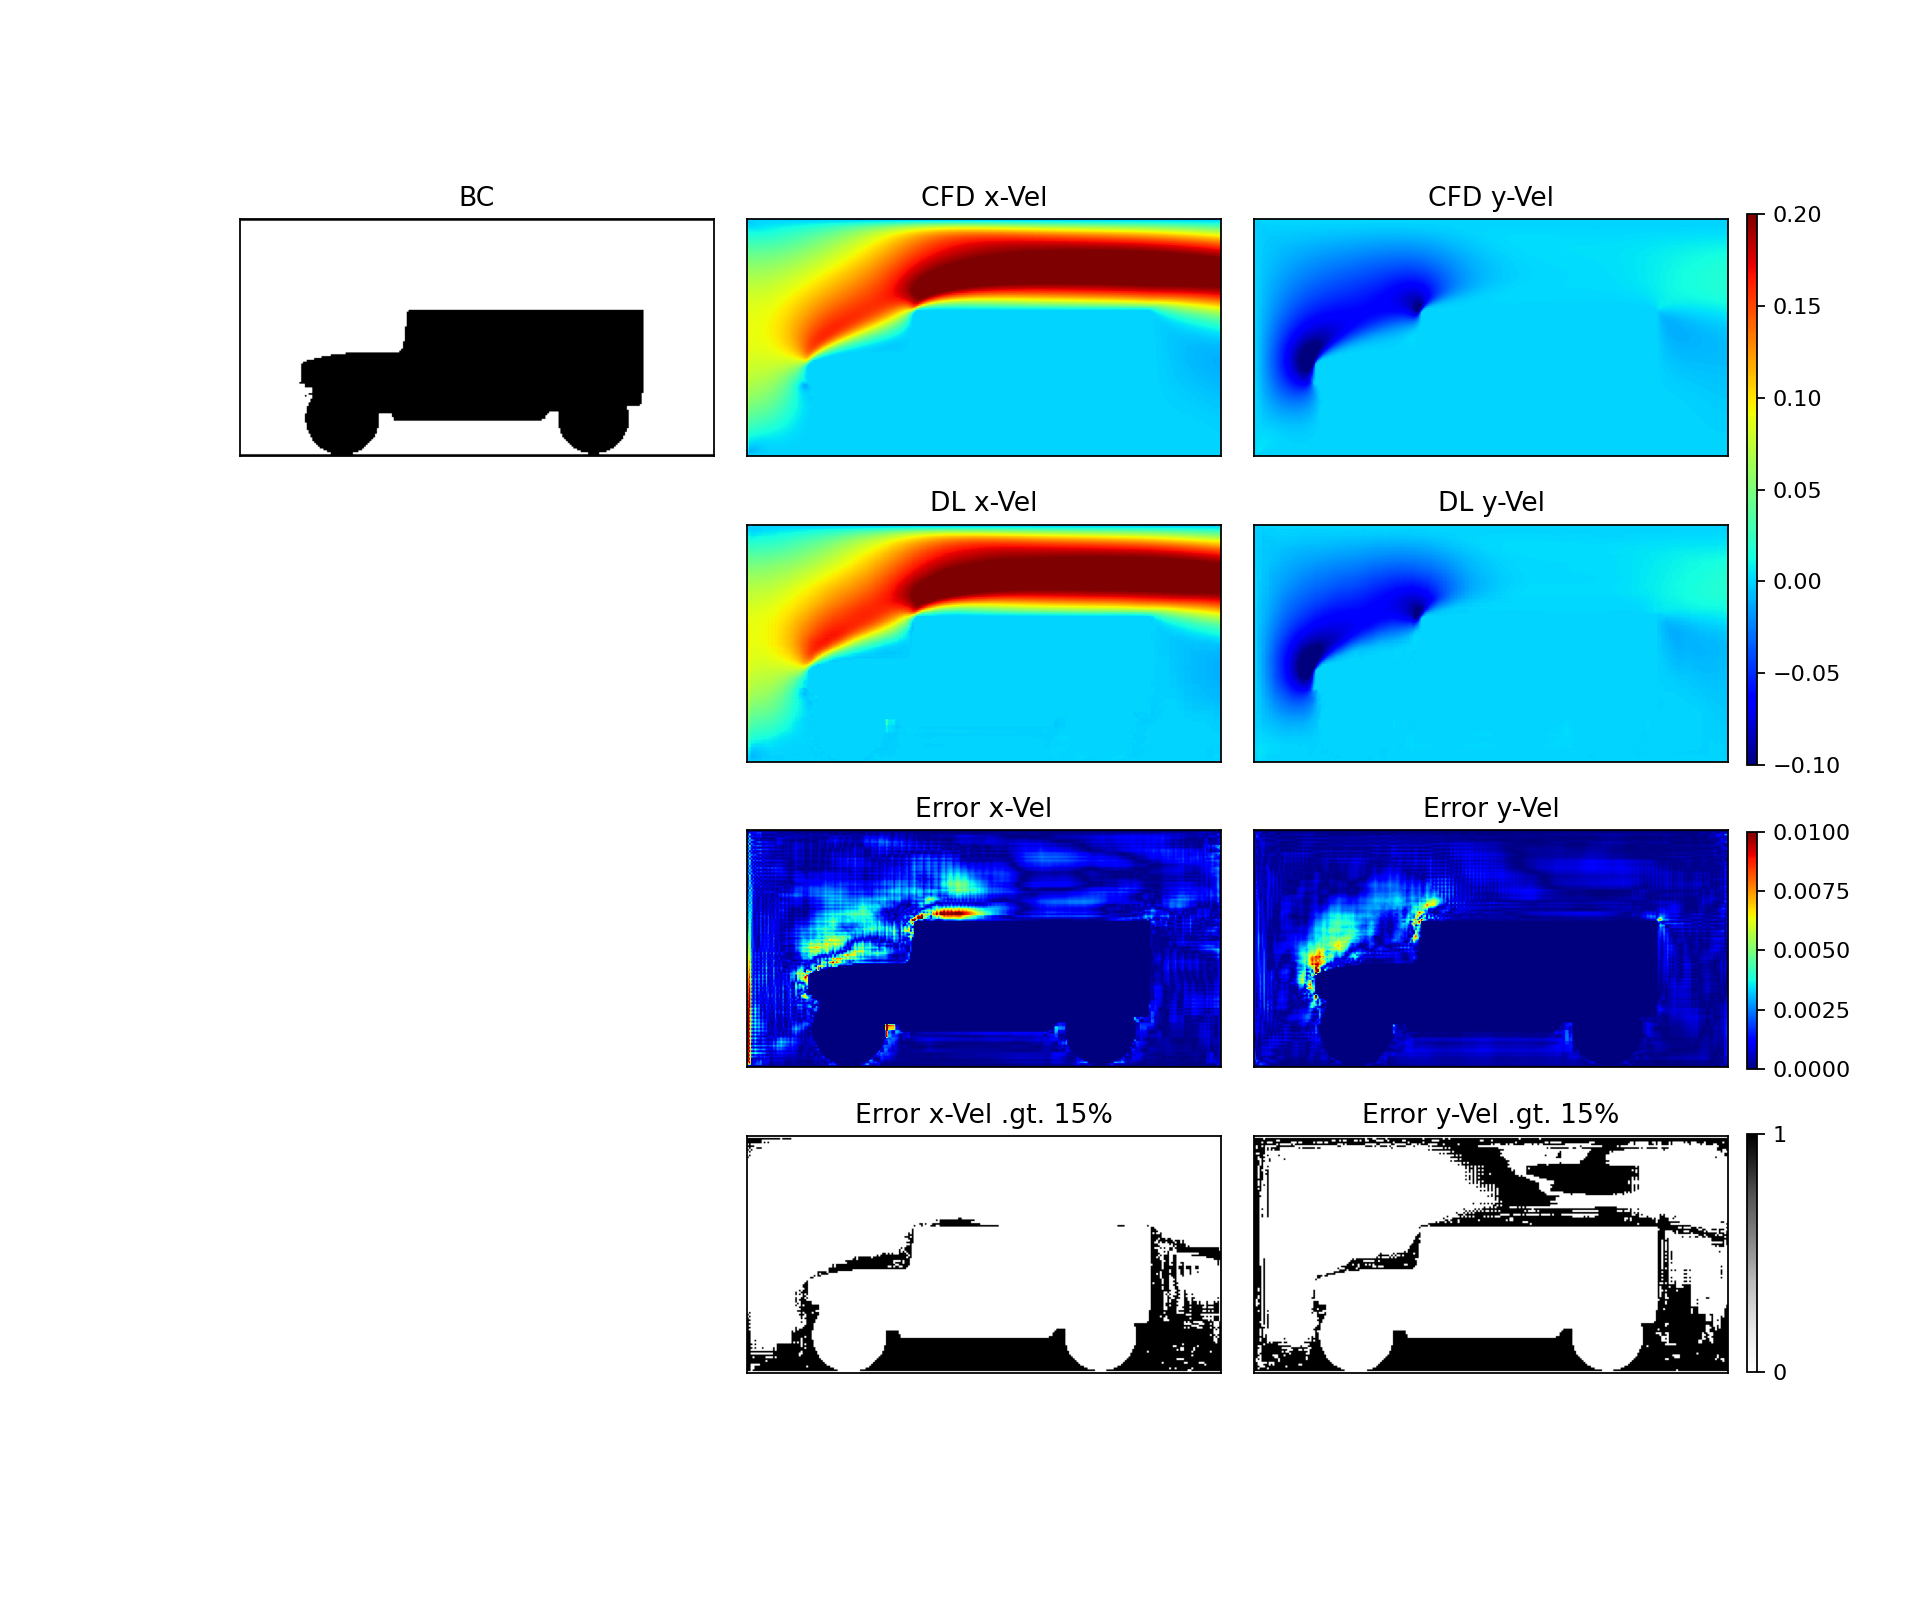 BC
CFD x-Vel
CFD y-Vel
0.20
0.15
0.10
0.05
0.00
−0.05
−0.10
DL x-Vel
DL y-Vel
Error x-Vel
Error y-Vel
0.0100
0.0075
0.0050
0.0025
0.0000
Error x-Vel .gt. 15%
Error y-Vel .gt. 15%
1
0